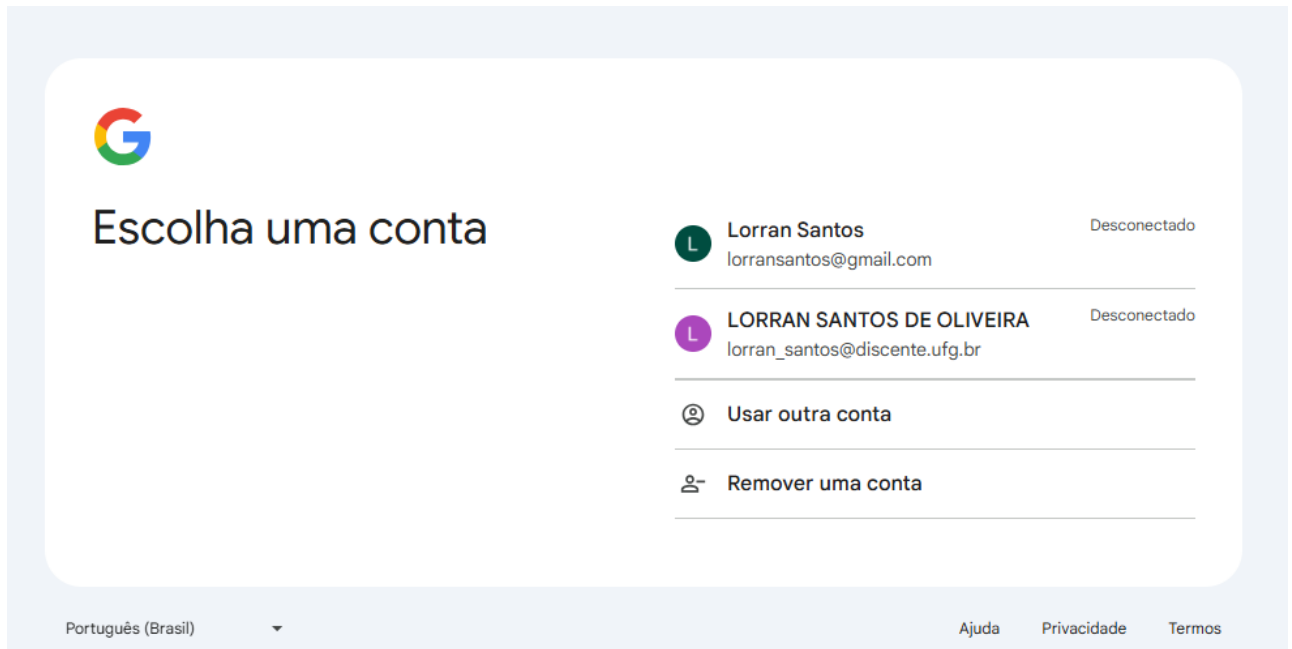 Escolha uma conta
L
Lorran Santos
Desconectado
lorransantos@gmail.com
L
LORRAN SANTOS DE OLIVEIRA
Desconectado
lorran_santos@discente.ufg.br
Usar outra conta
Remover uma conta
Português (Brasil)
Ajuda
Privacidade
Termos